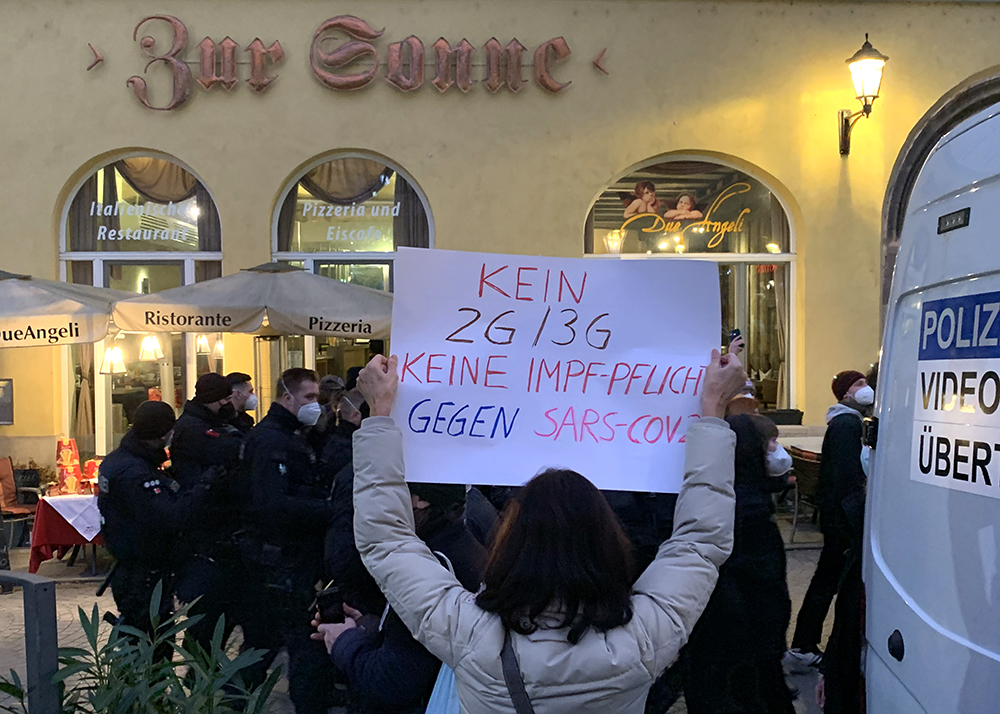 Zur Sonne
Italienisches
Restaurant
Pizzeria und
Eiscafe
Due Angeli
DueAngeli
Ristorante
Pizzeria
KEIN
2G/3G
KEINE IMPF-PFLICHT
GEGEN SARS-COV2
POLIZ
VIDEO
ÜBERT